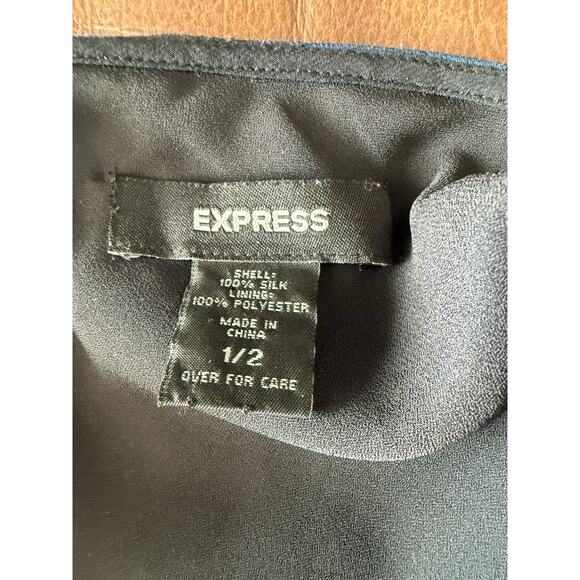 EXPRESS
SHELL:
100% SILK
LINING:
100% POLYESTER
MADE IN
CHINA
1/2
OVER FOR CARE